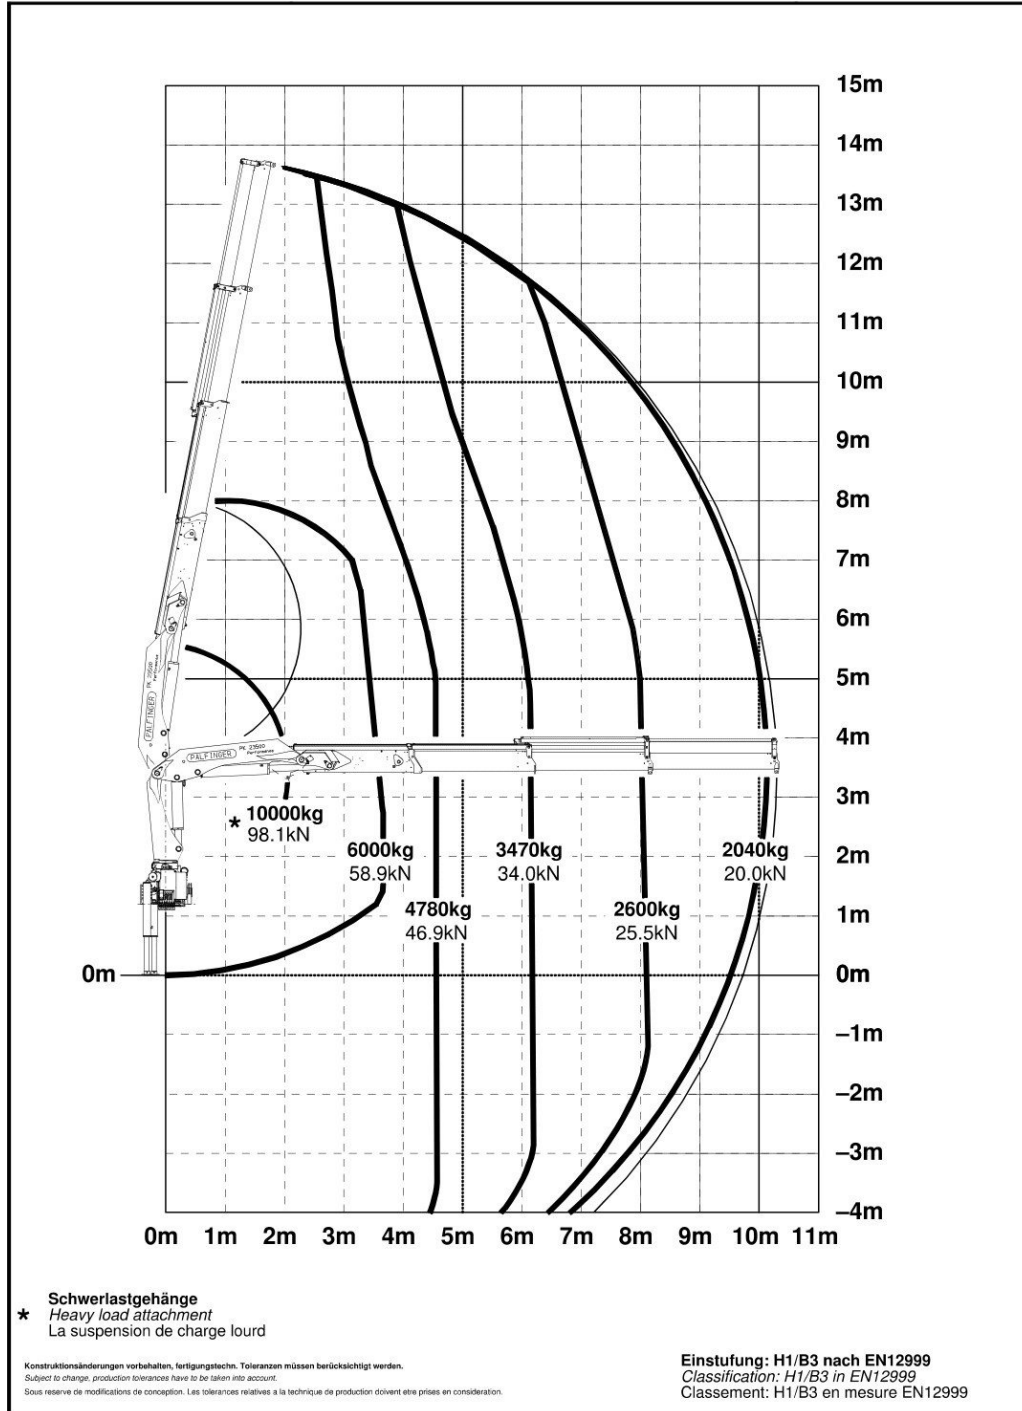 15m
14m
13m
12m
11m
10m
9m
8m
7m
6m
5m
4m
3m
2m
1m
0m
0m
–1m
–2m
–3m
–4m
PALFINGER
PK 23500
Performance
PALFINGER
PK 23500
Performance
* 10000kg
98.1kN
6000kg
58.9kN
3470kg
34.0kN
2040kg
20.0kN
4780kg
46.9kN
2600kg
25.5kN
0m 1m 2m 3m 4m 5m 6m 7m 8m 9m 10m 11m
Schwerlastgehänge
* Heavy load attachment
La suspension de charge lourd
Konstruktionsänderungen vorbehalten, fertigungstechn. Toleranzen müssen berücksichtigt werden.
Subject to change, production tolerances have to be taken into account.
Sous reserve de modifications de conception. Les tolerances relatives a la technique de production doivent etre prises en consideration.
Einstufung: H1/B3 nach EN12999
Classification: H1/B3 in EN12999
Classement: H1/B3 en mesure EN12999